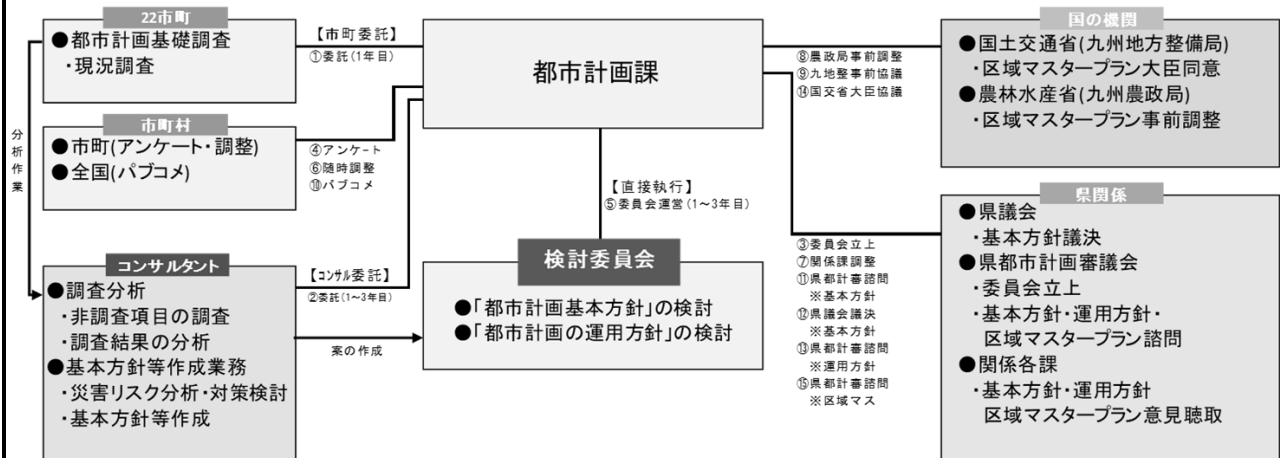 22市町
●都市計画基礎調査
・現況調査
市町村
●市町(アンケート・調整)
●全国(パブコメ)
分析作業
コンサルタント
●調査分析
・非調査項目の調査
・調査結果の分析
●基本方針等作成業務
・災害リスク分析・対策検討
・基本方針等作成
【市町委託】
①委託(1年目)
④アンケート
⑥随時調整
⑩パブコメ
【コンサル委託】
②委託(1～3年目)
案の作成
都市計画課
【直接執行】
⑤委員会運営(1～3年目)
検討委員会
●「都市計画基本方針」の検討
●「都市計画の運用方針」の検討
⑧農政局事前調整
⑨九地整事前協議
⑭国交省大臣協議
③委員会立上
⑦関係課調整
⑪県都計審諮問
※基本方針
⑫県議会議決
※基本方針
⑬県都計審諮問
※運用方針
⑮県都計審諮問
※区域マス
国の機関
●国土交通省(九州地方整備局)
・区域マスタープラン大臣同意
●農林水産省(九州農政局)
・区域マスタープラン事前調整
県関係
●県議会
・基本方針議決
●県都市計画審議会
・委員会立上
・基本方針・運用方針・
区域マスタープラン諮問
●関係各課
・基本方針・運用方針
区域マスタープラン意見聴取